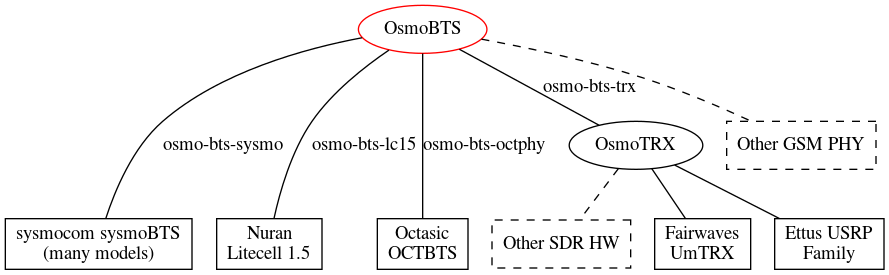 OsmoBTS
osmo-bts-trx
osmo-bts-sysmo
osmo-bts-lc15
osmo-bts-octphy
OsmoTRX
Other GSM PHY
sysmocom sysmoBTS
(many models)
Nuran
Litecell 1.5
Octasic
OCTBTS
Other SDR HW
Fairwaves
UmTRX
Ettus USRP
Family